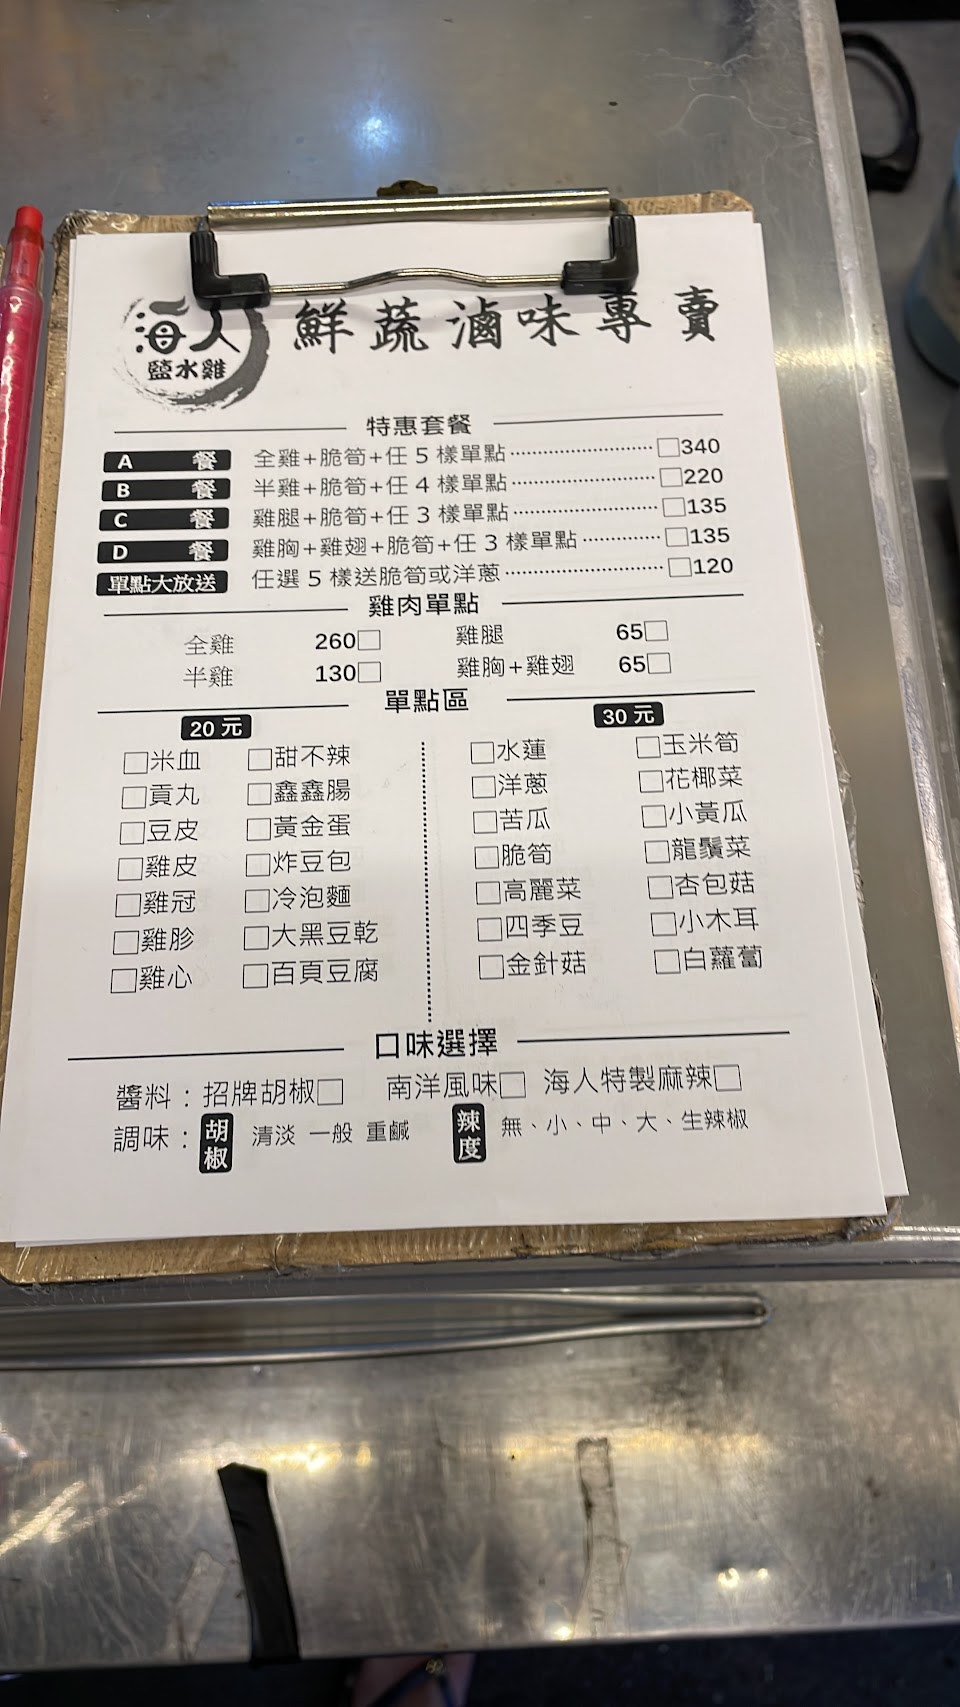 海人
鹽水雞
鮮蔬滷味專賣
特惠套餐
A 餐 全雞+脆筍+任 5 樣單點 □340
B 餐 半雞+脆筍+任 4 樣單點 □220
C 餐 雞腿+脆筍+任 3 樣單點 □135
D 餐 雞胸+雞翅+脆筍+任 3 樣單點 □135
單點大放送 任選 5 樣送脆筍或洋蔥 □120
雞肉單點
全雞 260□ 雞腿 65□
半雞 130□ 雞胸+雞翅 65□
單點區
20 元
□米血 □甜不辣
□貢丸 □鑫鑫腸
□豆皮 □黃金蛋
□雞皮 □炸豆包
□雞冠 □冷泡麵
□雞胗 □大黑豆乾
□雞心 □百頁豆腐
30 元
□水蓮 □玉米筍
□洋蔥 □花椰菜
□苦瓜 □小黃瓜
□脆筍 □龍鬚菜
□高麗菜 □杏包菇
□四季豆 □小木耳
□金針菇 □白蘿蔔
口味選擇
醬料：招牌胡椒□ 南洋風味□ 海人特製麻辣□
調味：胡椒 清淡 一般 重鹹 辣度 無、小、中、大、生辣椒